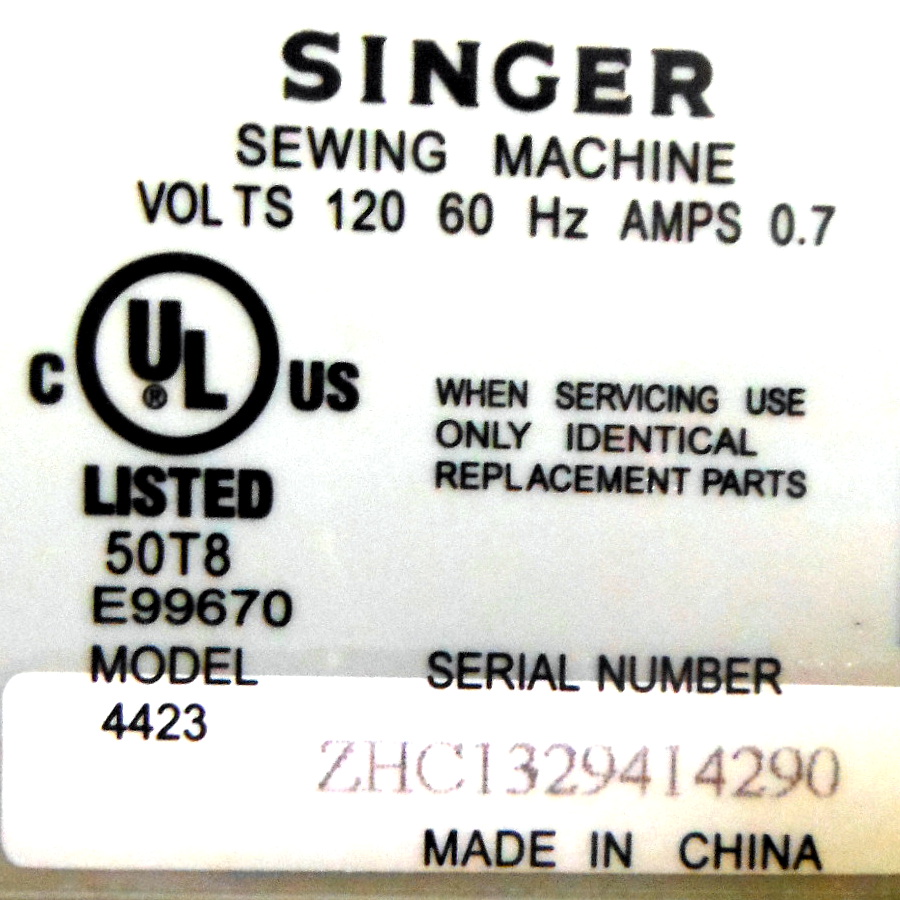 SINGER
SEWING MACHINE
VOLTS 120 60 Hz AMPS 0.7
C UL® US
LISTED
50T8
E99670
WHEN SERVICING USE
ONLY IDENTICAL
REPLACEMENT PARTS
MODEL
4423
SERIAL NUMBER
ZHC1329414290
MADE IN CHINA